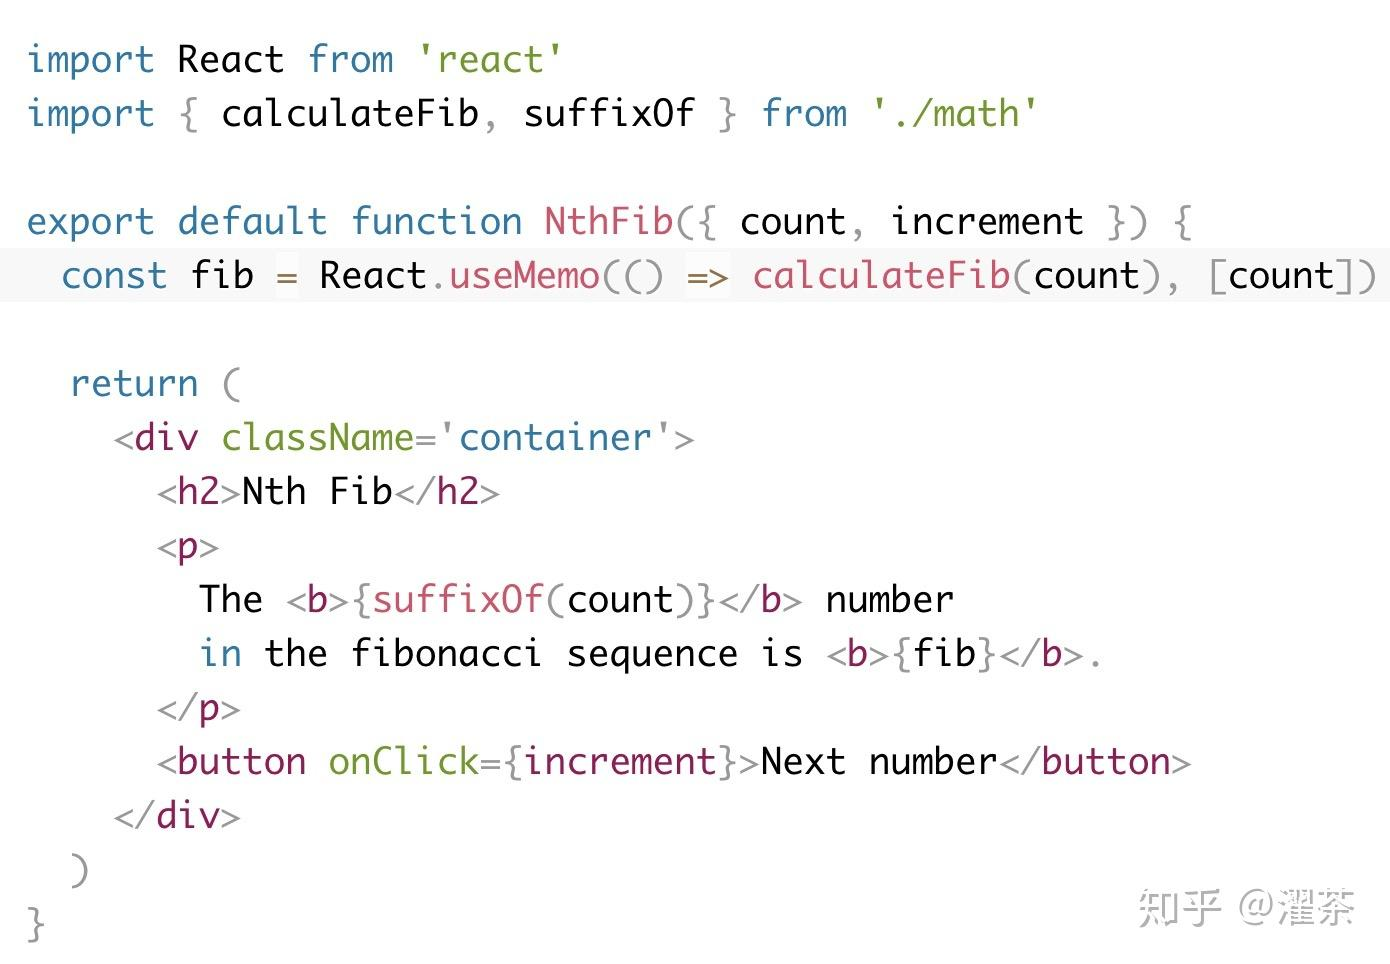 import React from 'react'
import { calculateFib, suffixOf } from './math'
export default function NthFib({ count, increment }) {
const fib = React.useMemo(() => calculateFib(count), [count])
return (
<div className='container'>
<h2>Nth Fib</h2>
<p>
The <b>{suffixOf(count)}</b> number
in the fibonacci sequence is <b>{fib}</b>.
</p>
<button onClick={increment}>Next number</button>
</div>
)
}
知乎 @濯茶